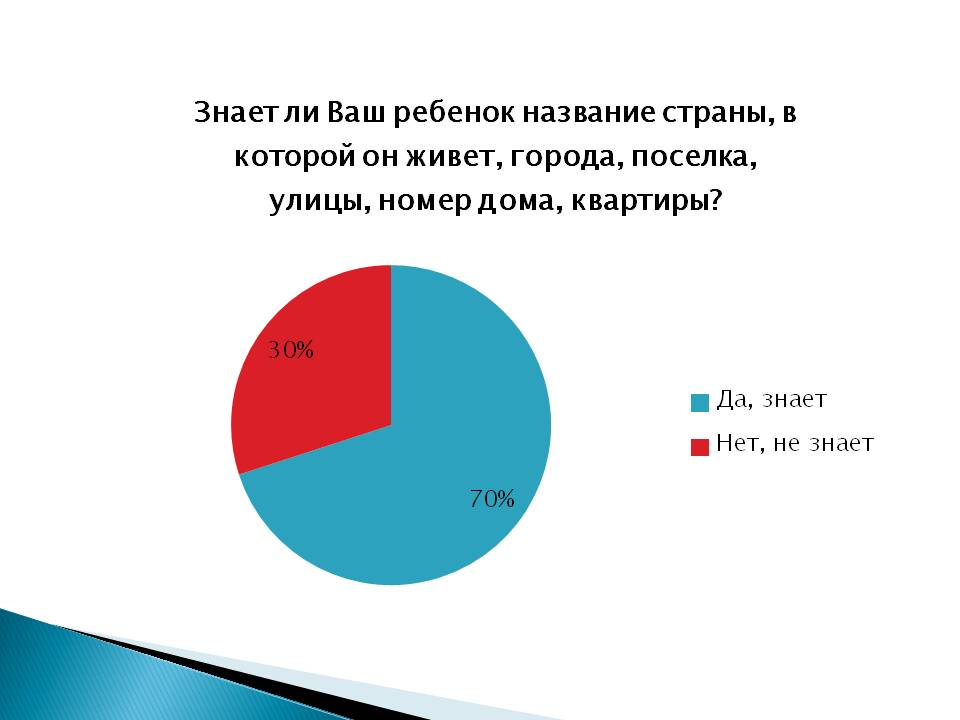 Знает ли Ваш ребенок название страны, в
которой он живет, города, поселка,
улицы, номер дома, квартиры?
30%
70%
Да, знает
Нет, не знает